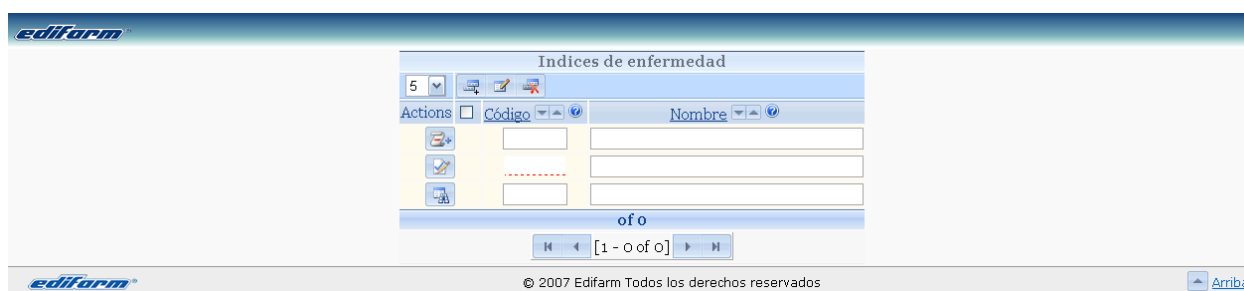 edifarm®
Indices de enfermedad
5
Actions Código Nombre
of 0
[1 - 0 of 0]
edifarm® © 2007 Edifarm Todos los derechos reservados Arriba